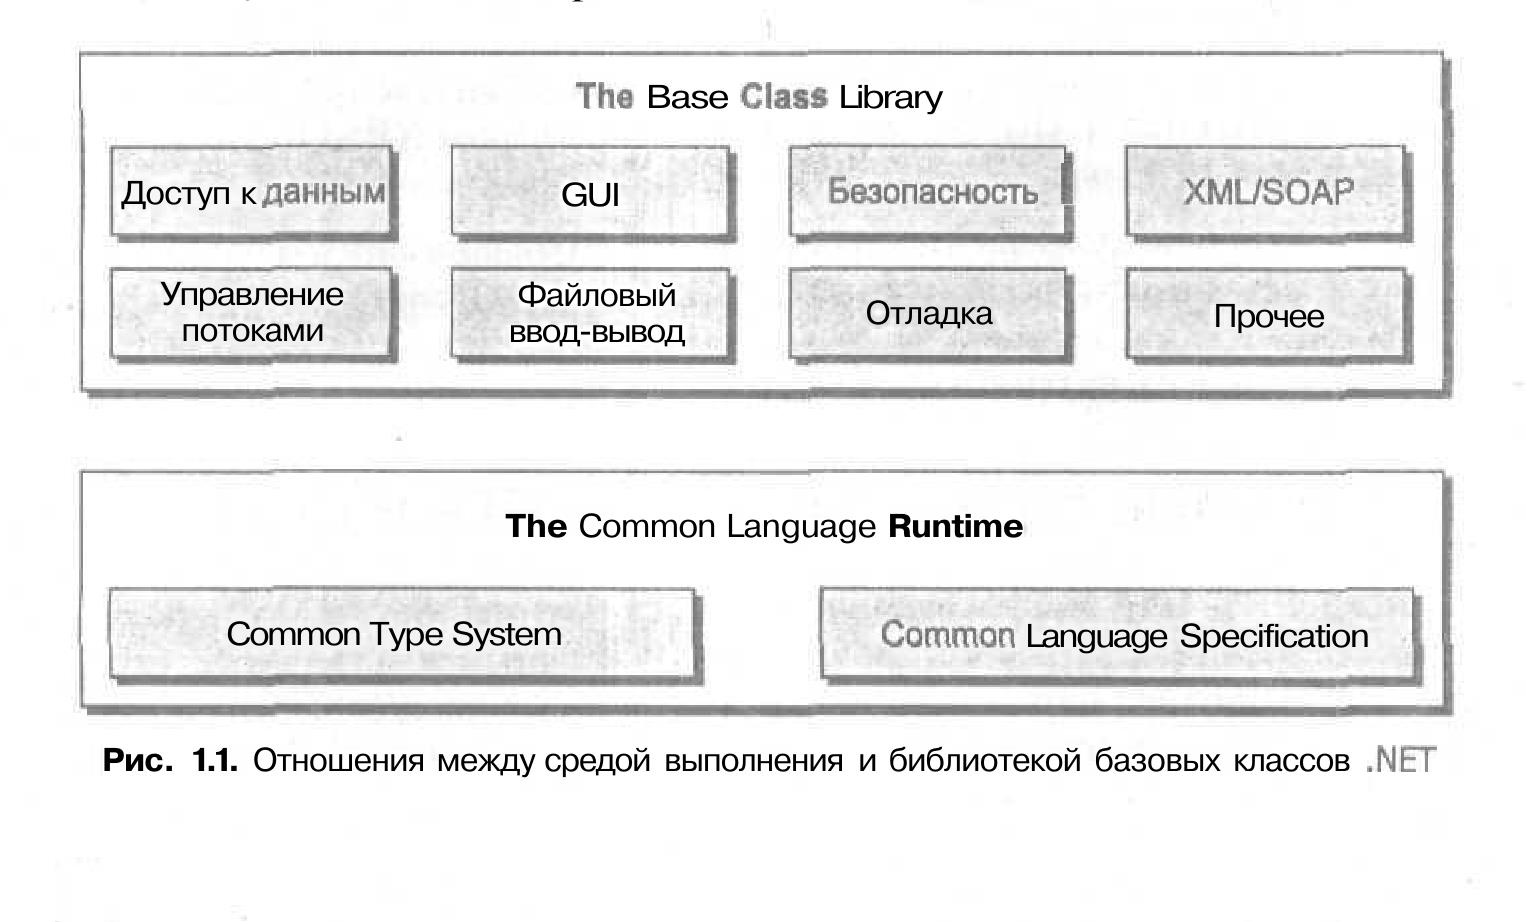 The Base Class Library
Доступ к данным
GUI
Безопасность
XML/SOAP
Управление
потоками
Файловый
ввод-вывод
Отладка
Прочее
The Common Language Runtime
Common Type System
Common Language Specification
Рис. 1.1. Отношения между средой выполнения и библиотекой базовых классов .NET